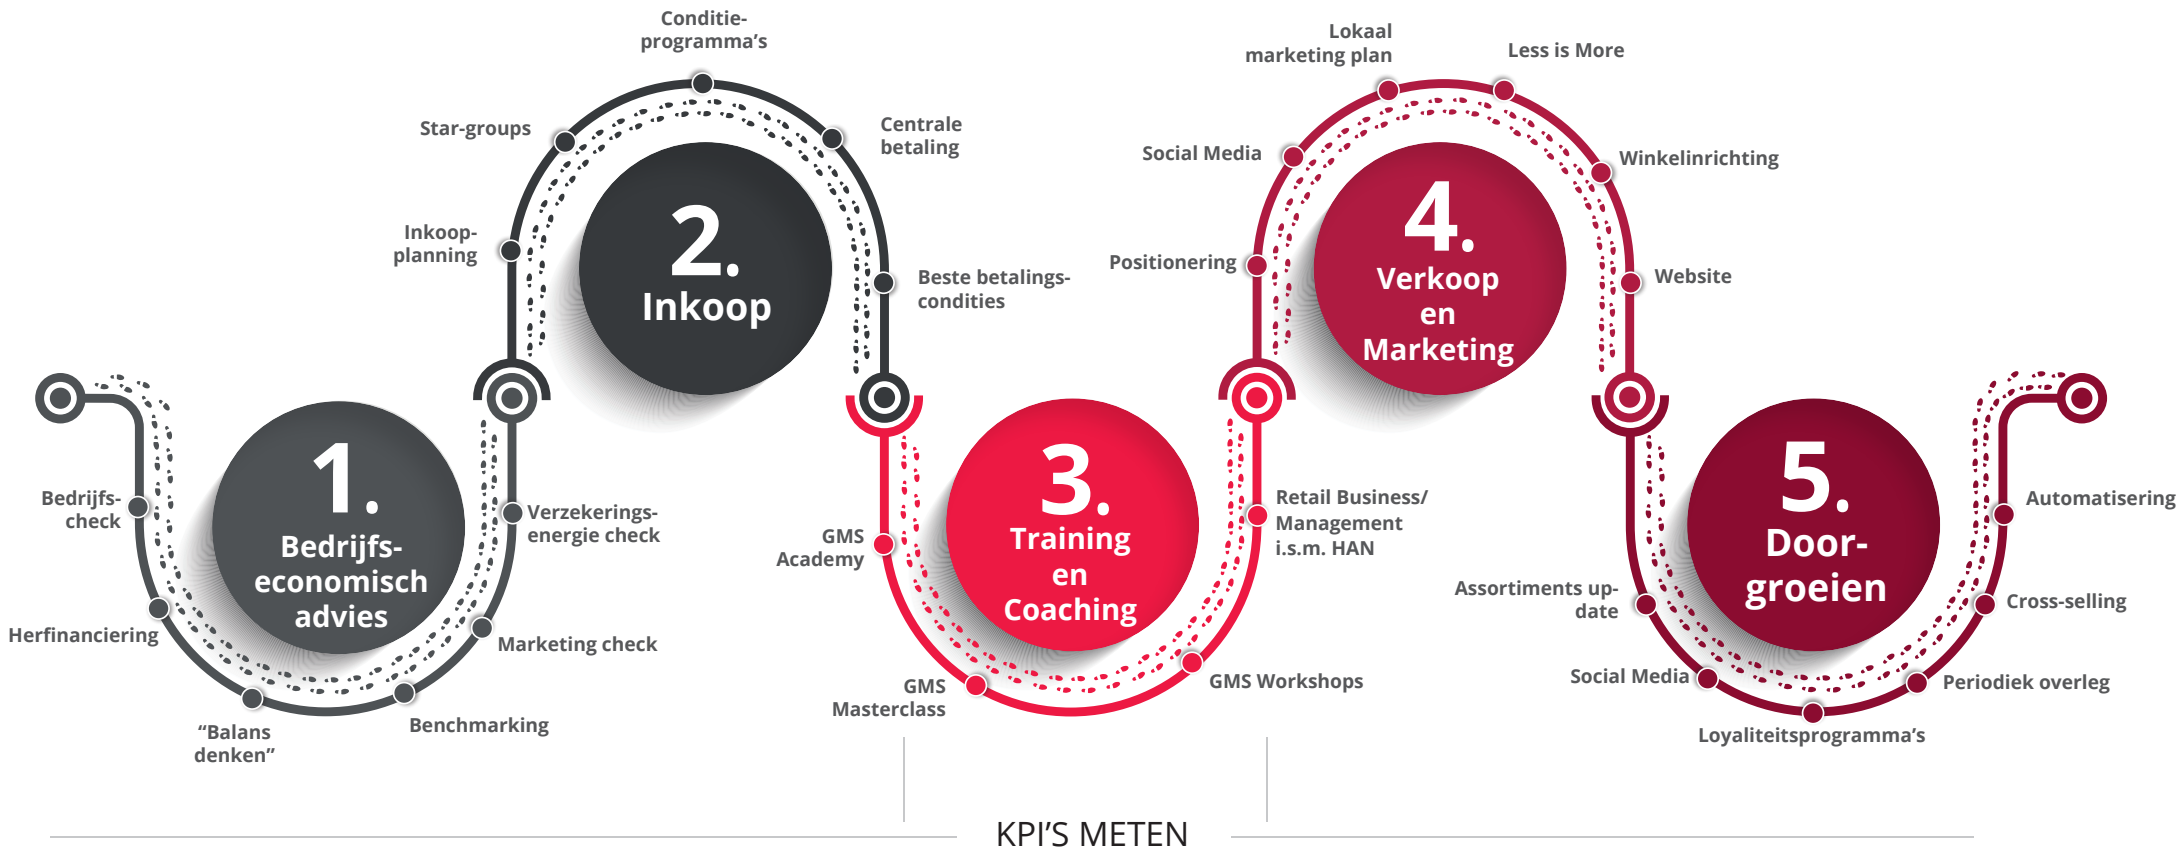 1.
Bedrijfs-
economisch
advies
Bedrijfs-
check
Herfinanciering
“Balans
denken”
Benchmarking
Marketing check
Verzekerings-
energie check
2.
Inkoop
Inkoop-
planning
Star-groups
Conditie-
programma’s
Centrale
betaling
Beste betalings-
condities
3.
Training
en
Coaching
GMS
Academy
GMS
Masterclass
GMS Workshops
Retail Business/
Management
i.s.m. HAN
4.
Verkoop
en
Marketing
Positionering
Social Media
Lokaal
marketing plan
Less is More
Winkelinrichting
Website
5.
Door-
groeien
Assortiments up-
date
Social Media
Loyaliteitsprogramma’s
Periodiek overleg
Cross-selling
Automatisering
KPI’S METEN